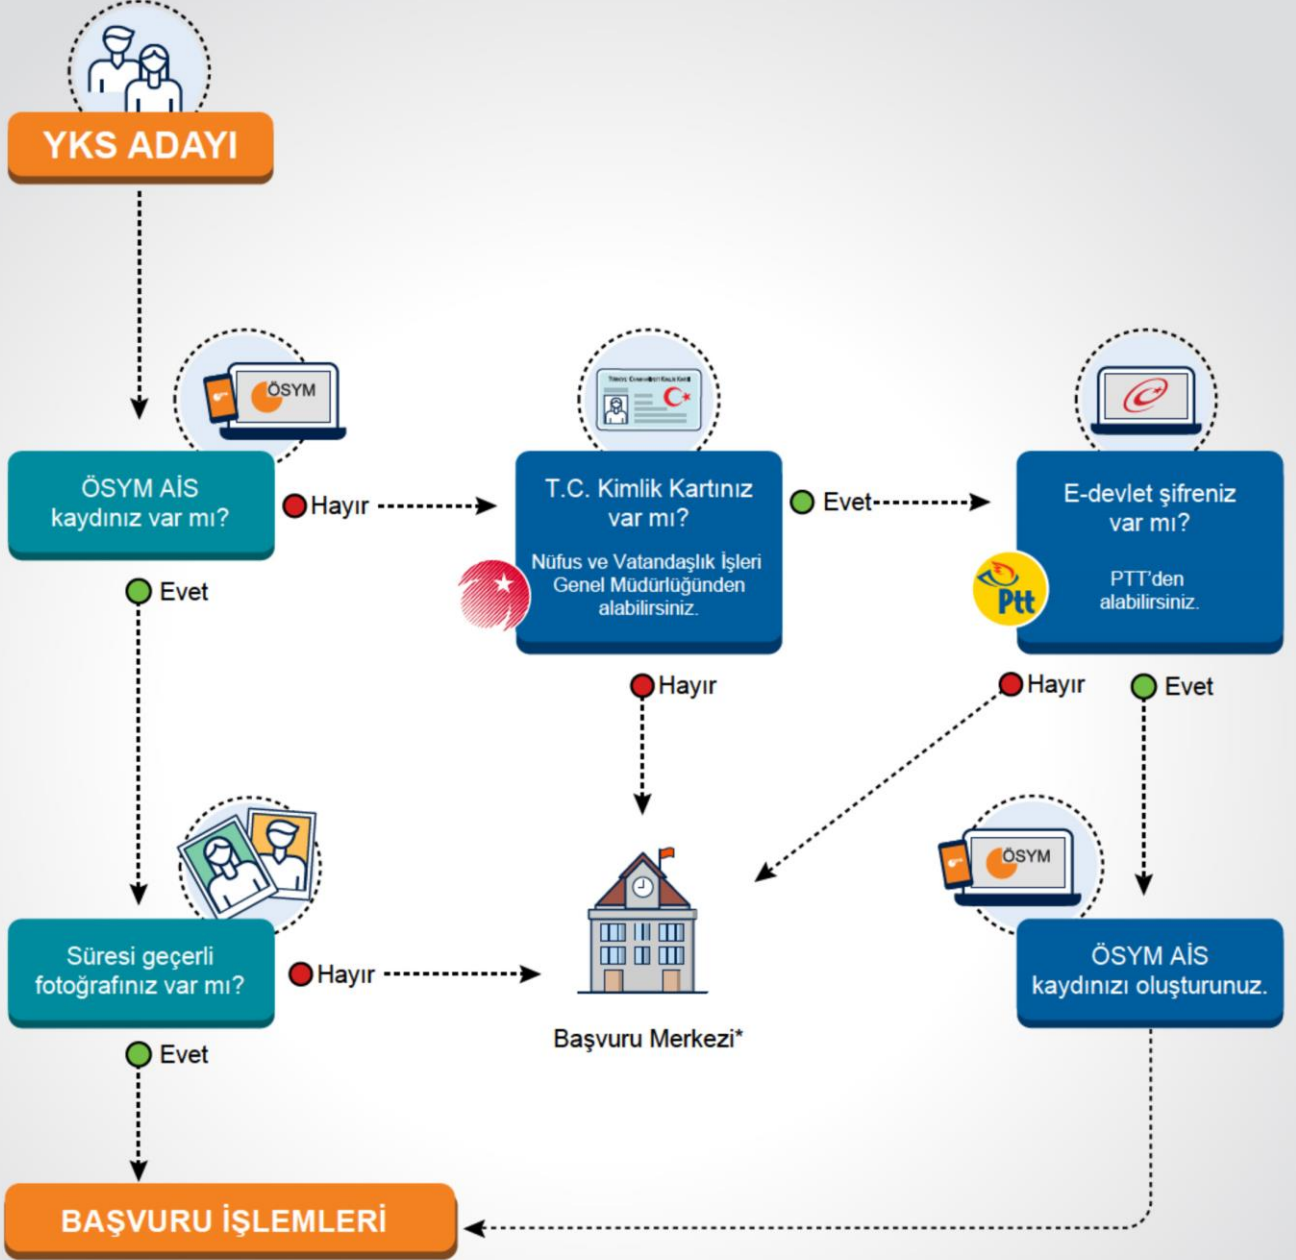 YKS ADAYI
ÖSYM
ÖSYM AİS
kaydınız var mı?
Hayır
T.C. Kimlik Kartınız
var mı?
Nüfus ve Vatandaşlık İşleri
Genel Müdürlüğünden
alabilirsiniz.
Evet
E-devlet şifreniz
var mı?
PTT'den
alabilirsiniz.
Ptt
Evet
Hayır
Hayır
Evet
ÖSYM
Süresi geçerli
fotoğrafınız var mı?
Hayır
Başvuru Merkezi*
ÖSYM AİS
kaydınızı oluşturunuz.
Evet
BAŞVURU İŞLEMLERİ